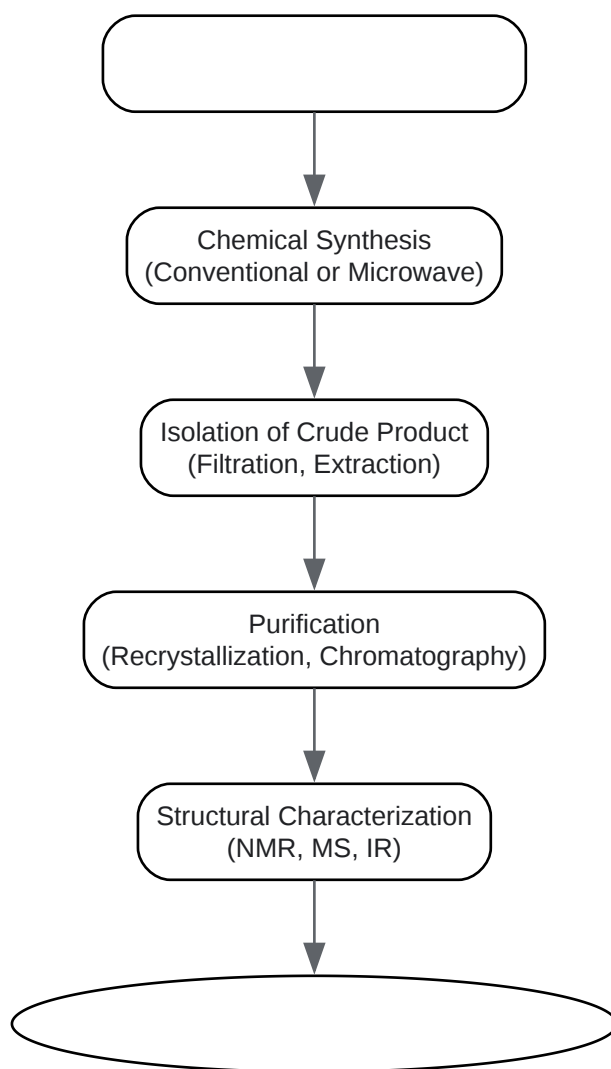 Chemical Synthesis
(Conventional or Microwave)
Isolation of Crude Product
(Filtration, Extraction)
Purification
(Recrystallization, Chromatography)
Structural Characterization
(NMR, MS, IR)